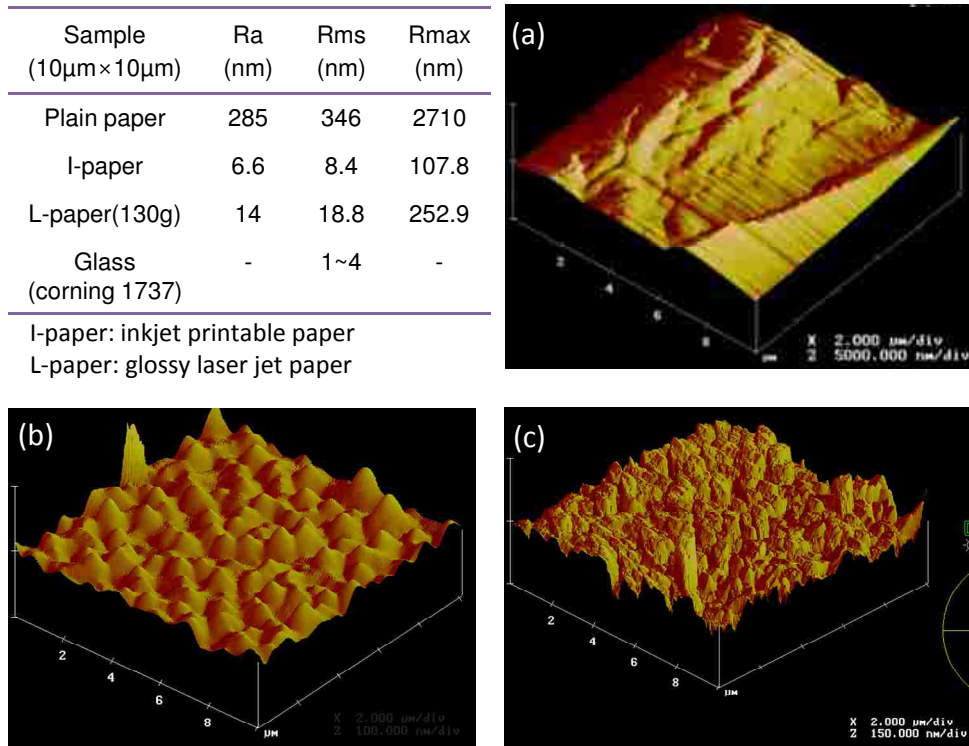 Sample Ra Rms Rmax
(10μm×10μm) (nm) (nm) (nm)
Plain paper 285 346 2710
I-paper 6.6 8.4 107.8
L-paper(130g) 14 18.8 252.9
Glass - 1~4 -
(corning 1737)
I-paper: inkjet printable paper
L-paper: glossy laser jet paper
(a)
2
4
6
8
μm
X 2.000 μm/div
Z 5000.000 nm/div
(b)
2
4
6
8
μm
X 2.000 μm/div
Z 100.000 nm/div
(c)
2
4
6
8
μm
X 2.000 μm/div
Z 150.000 nm/div